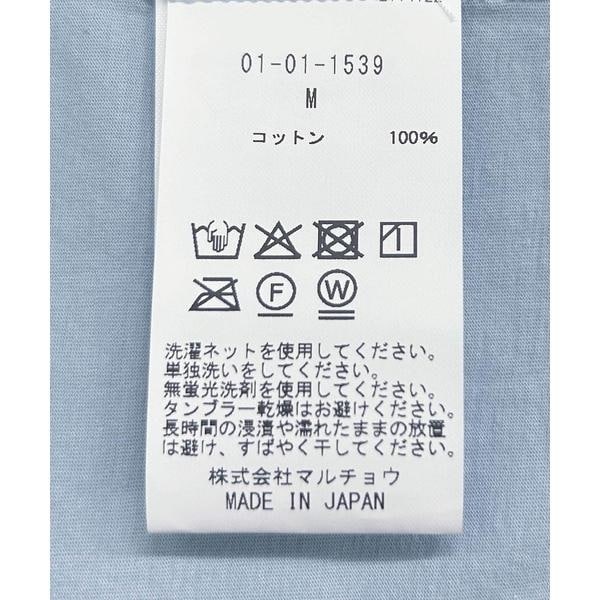 01-01-1539
M
コットン 100%
F W
洗濯ネットを使用してください。
単独洗いをしてください。
無蛍光洗剤を使用してください。
タンブラー乾燥はお避けください。
長時間の浸漬や濡れたままの放置
は避け、すばやく干してください。
株式会社マルチョウ
MADE IN JAPAN